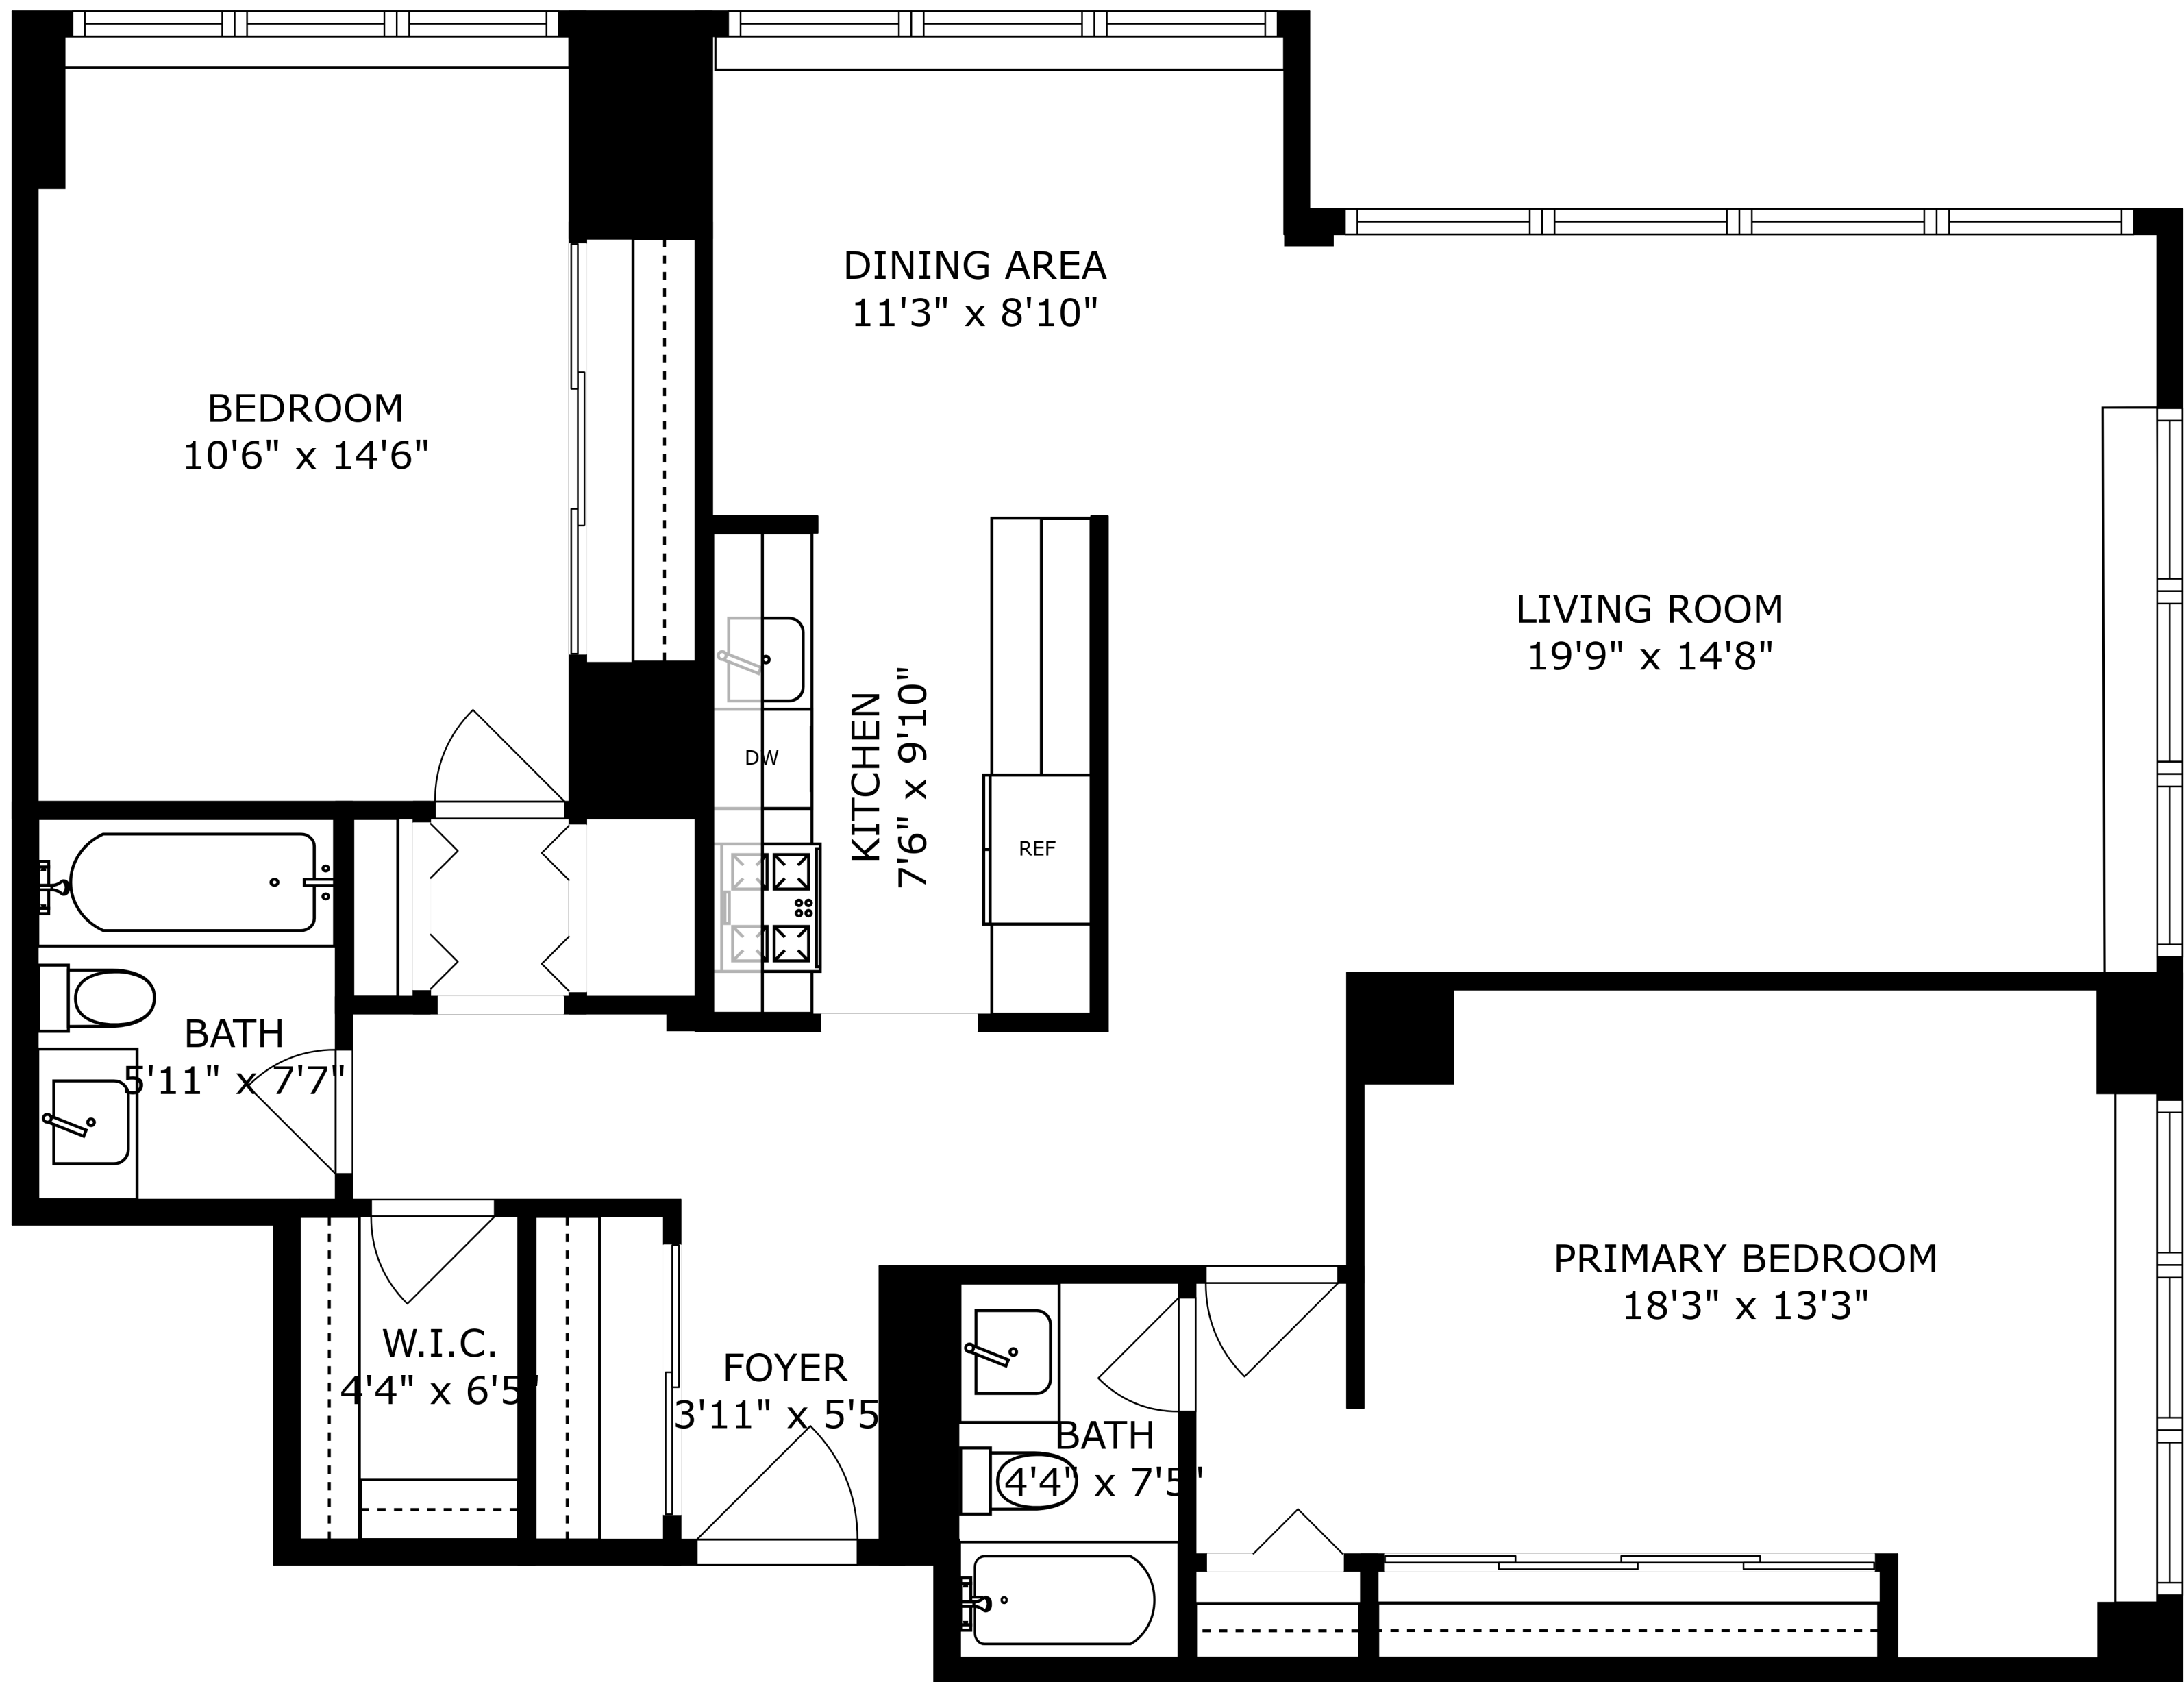 DINING AREA
11'3" x 8'10"
BEDROOM
10'6" x 14'6"
LIVING ROOM
19'9" x 14'8"
KITCHEN
7'6" x 9'10"
DW
REF
BATH
5'11" x 7'7"
PRIMARY BEDROOM
18'3" x 13'3"
W.I.C.
4'4" x 6'5"
FOYER
3'11" x 5'5
BATH
4'4" x 7'5"